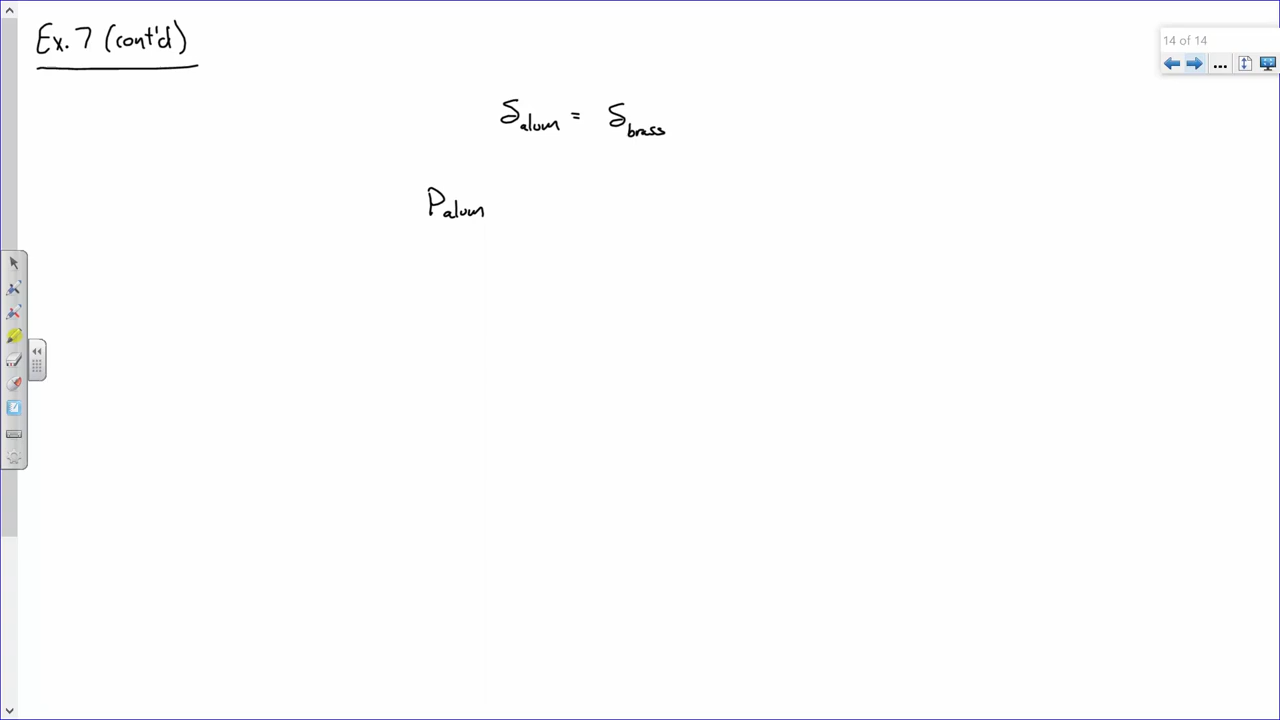 Ex. 7 (cont'd)
14 of 14
δalum = δbrass
Palum